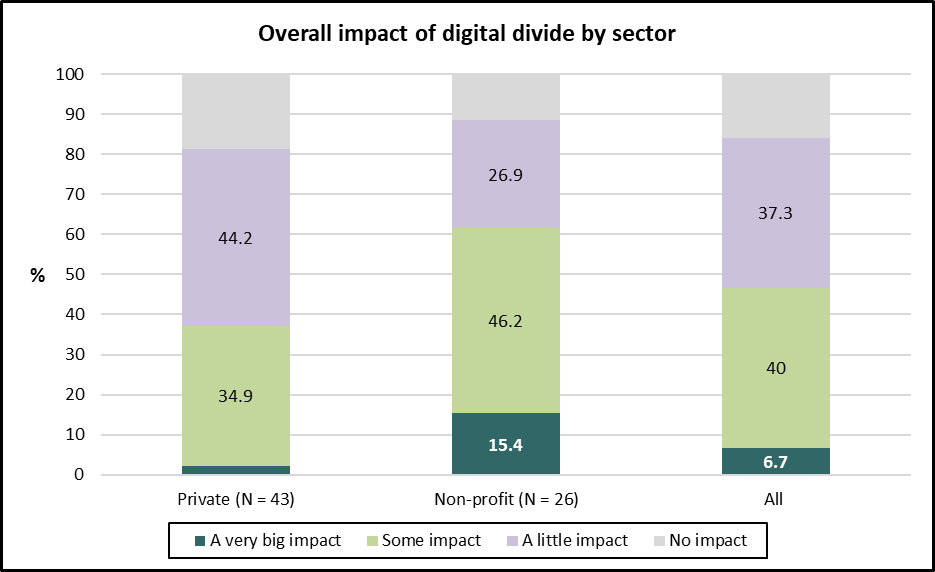 Overall impact of digital divide by sector
100
90
80
70
60
50
40
30
20
10
0
%
44.2
34.9
26.9
46.2
15.4
37.3
40
6.7
Private (N = 43)
Non-profit (N = 26)
All
A very big impact
Some impact
A little impact
No impact